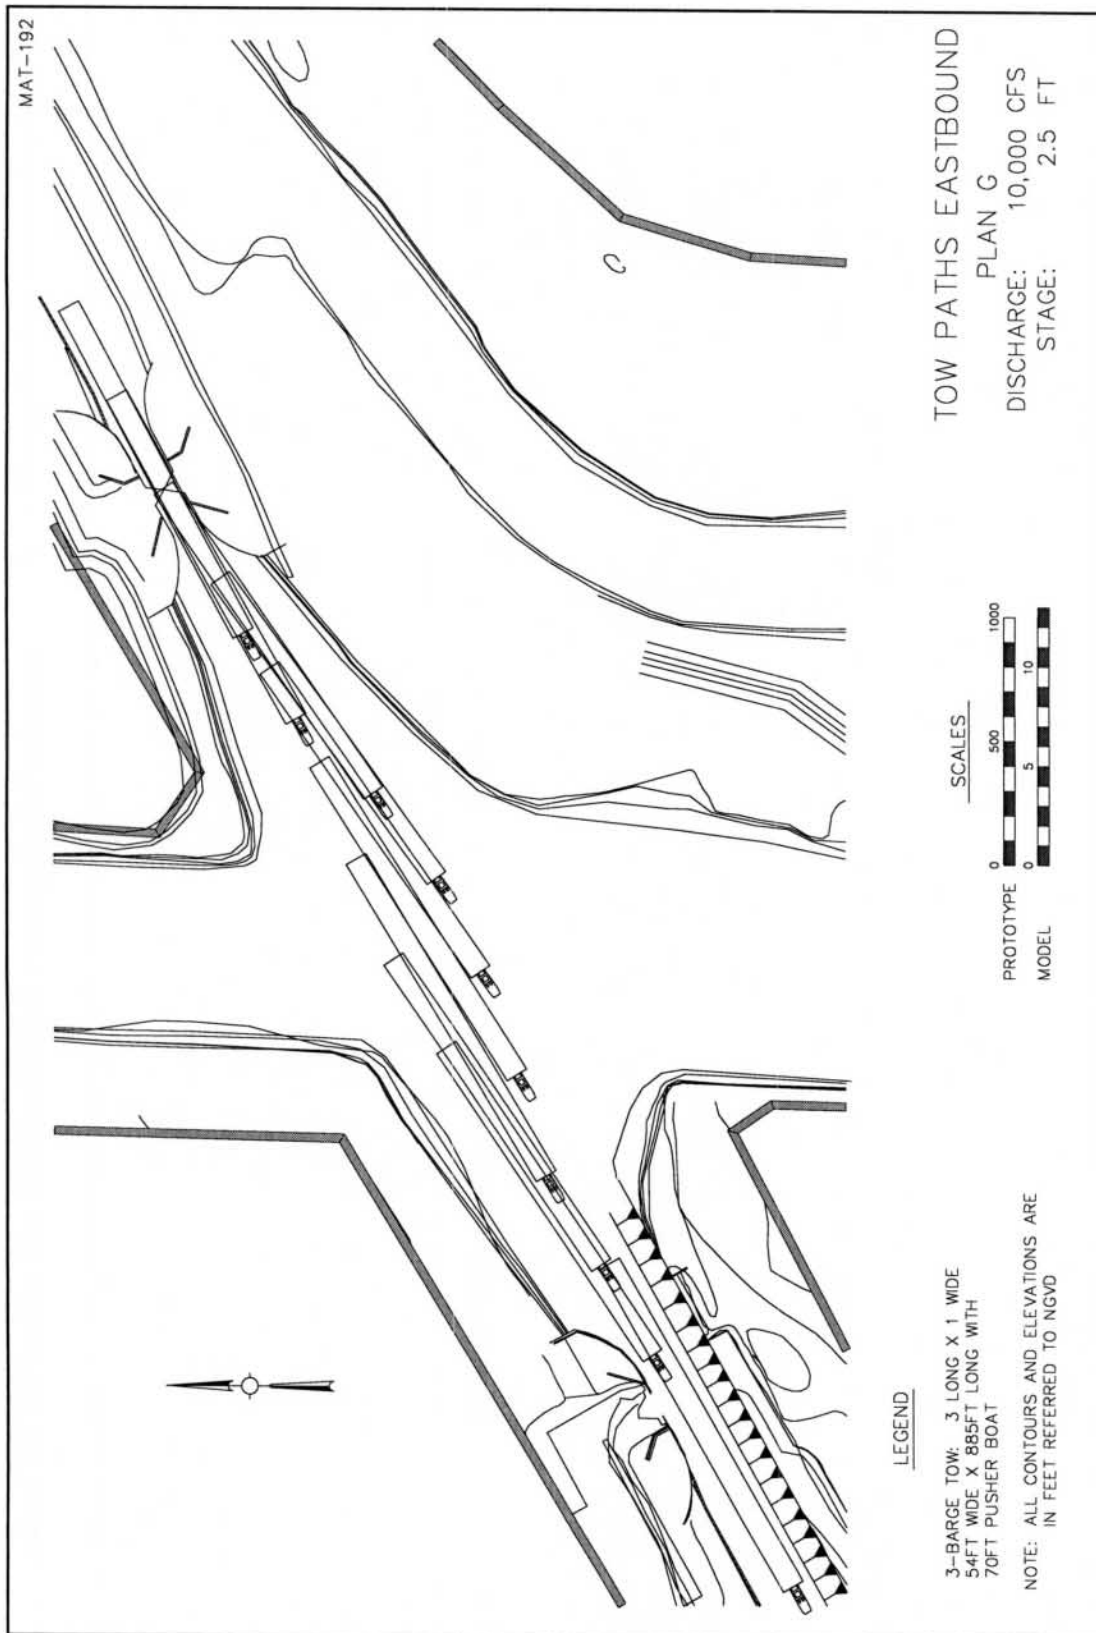 MAT-192
TOW PATHS EASTBOUND
PLAN G
DISCHARGE: 10,000 CFS
STAGE: 2.5 FT
SCALES
PROTOTYPE 0 500 1000
MODEL 0 5 10
LEGEND
3-BARGE TOW: 3 LONG X 1 WIDE
54FT WIDE X 885FT LONG WITH
70FT PUSHER BOAT
NOTE: ALL CONTOURS AND ELEVATIONS ARE
IN FEET REFERRED TO NGVD